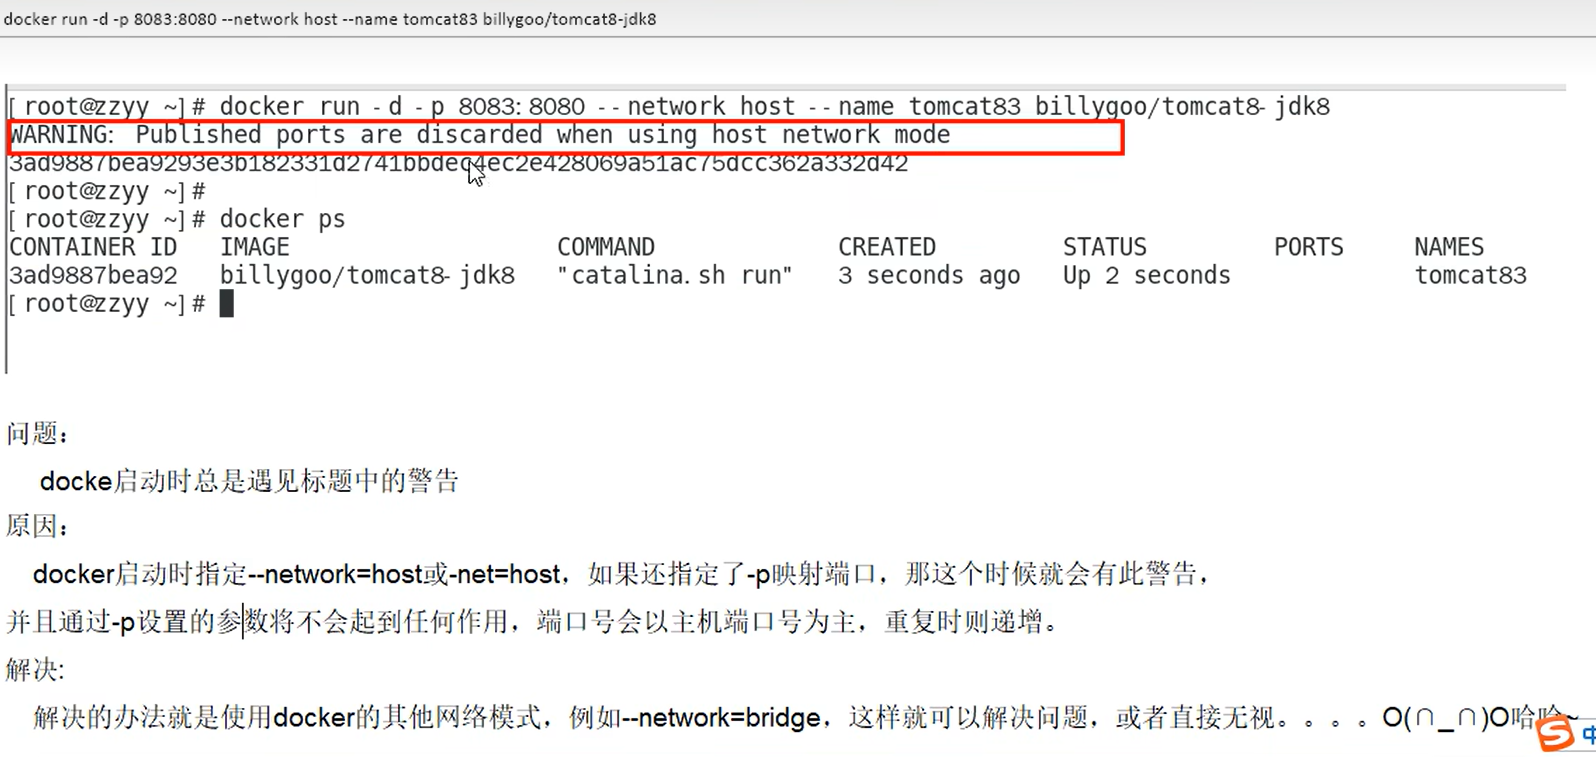 docker run -d -p 8083:8080 --network host --name tomcat83 billygoo/tomcat8-jdk8
[root@zzyy ~]# docker run -d -p 8083:8080 --network host --name tomcat83 billygoo/tomcat8-jdk8
WARNING: Published ports are discarded when using host network mode
3ad9887bea9293e3b182331d2741bbdec4ec2e428069a51ac75dcc362a332d42
[root@zzyy ~]#
[root@zzyy ~]# docker ps
CONTAINER ID IMAGE COMMAND CREATED STATUS PORTS NAMES
3ad9887bea92 billygoo/tomcat8-jdk8 "catalina.sh run" 3 seconds ago Up 2 seconds tomcat83
[root@zzyy ~]#
问题：
docke启动时总是遇见标题中的警告
原因：
docker启动时指定--network=host或-net=host，如果还指定了-p映射端口，那这个时候就会有此警告，
并且通过-p设置的参数将不会起到任何作用，端口号会以主机端口号为主，重复时则递增。
解决:
解决的办法就是使用docker的其他网络模式，例如--network=bridge，这样就可以解决问题，或者直接无视。。。。O(∩_∩)O哈哈~
S中